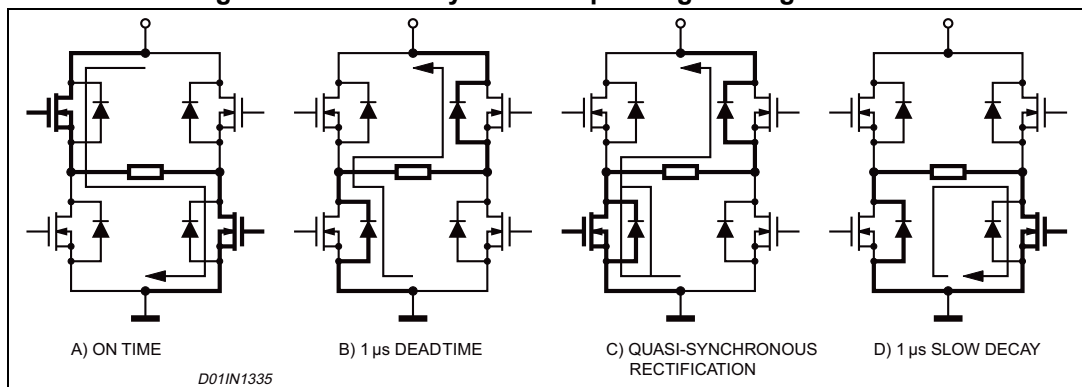 A) ON TIME
B) 1 µs DEADTIME
C) QUASI-SYNCHRONOUS
RECTIFICATION
D) 1 µs SLOW DECAY
D01IN1335